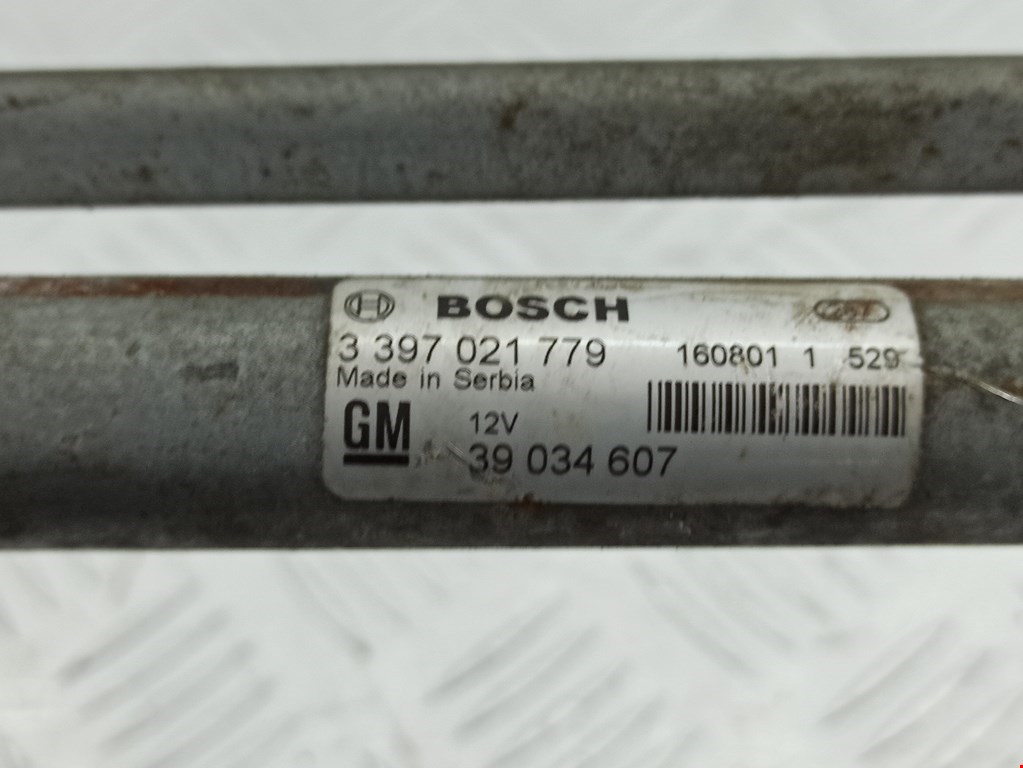 BOSCH
3 397 021 779
160801 1 529
Made in Serbia
GM
12V
39 034 607